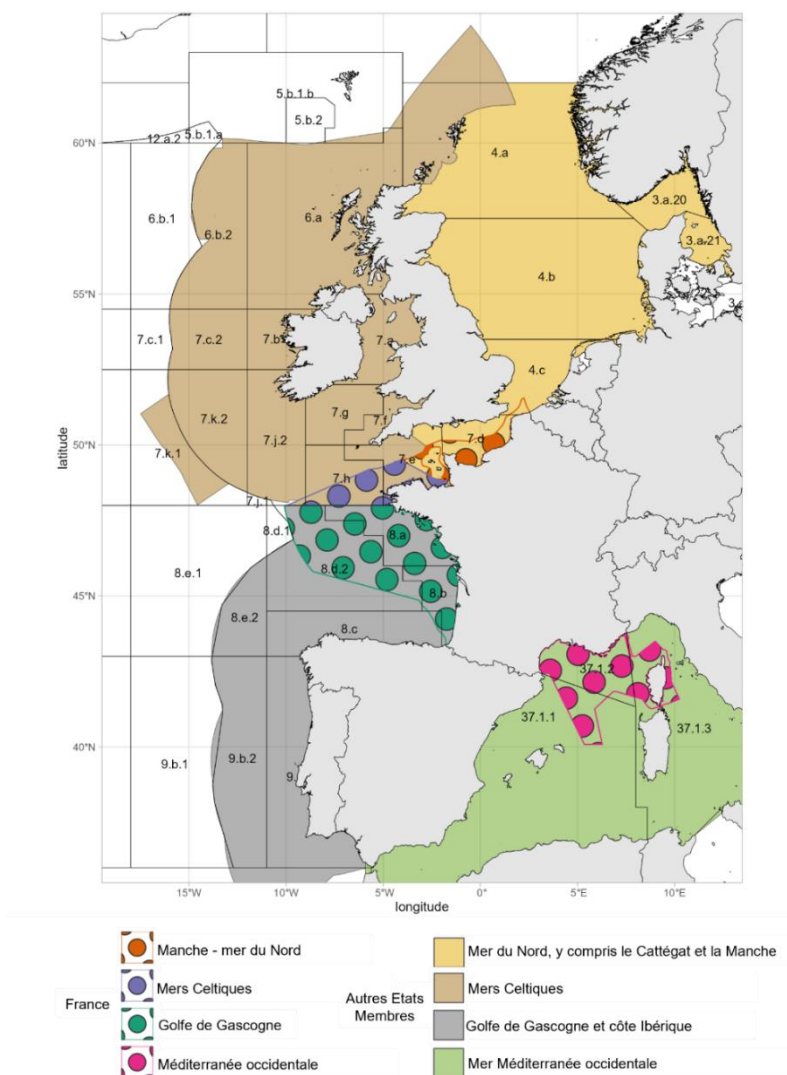 5.b.1.b
5.b.2
12.a.2
5.b.1.a
4.a
60°N
3.a.20
6.b.1
6.b.2
6.a
3.a.21
4.b
55°N
3.
7.c.1
7.c.2
7.b
7.a
4.c
7.k.2
7.g
7.f
7.j.2
7.d
50°N
7.k.1
7.e
7.h
7.j.1
8.d.1
8.a
8.e.1
8.d.2
8.b
45°N
8.e.2
8.c
37.1.2
37.1.1
37.1.3
40°N
9.b.1
9.b.2
9.
latitude
15°W
10°W
5°W
0°
5°E
10°E
longitude
France
Manche - mer du Nord
Mers Celtiques
Golfe de Gascogne
Méditerranée occidentale
Autres Etats
Membres
Mer du Nord, y compris le Cattégat et la Manche
Mers Celtiques
Golfe de Gascogne et côte Ibérique
Mer Méditerranée occidentale